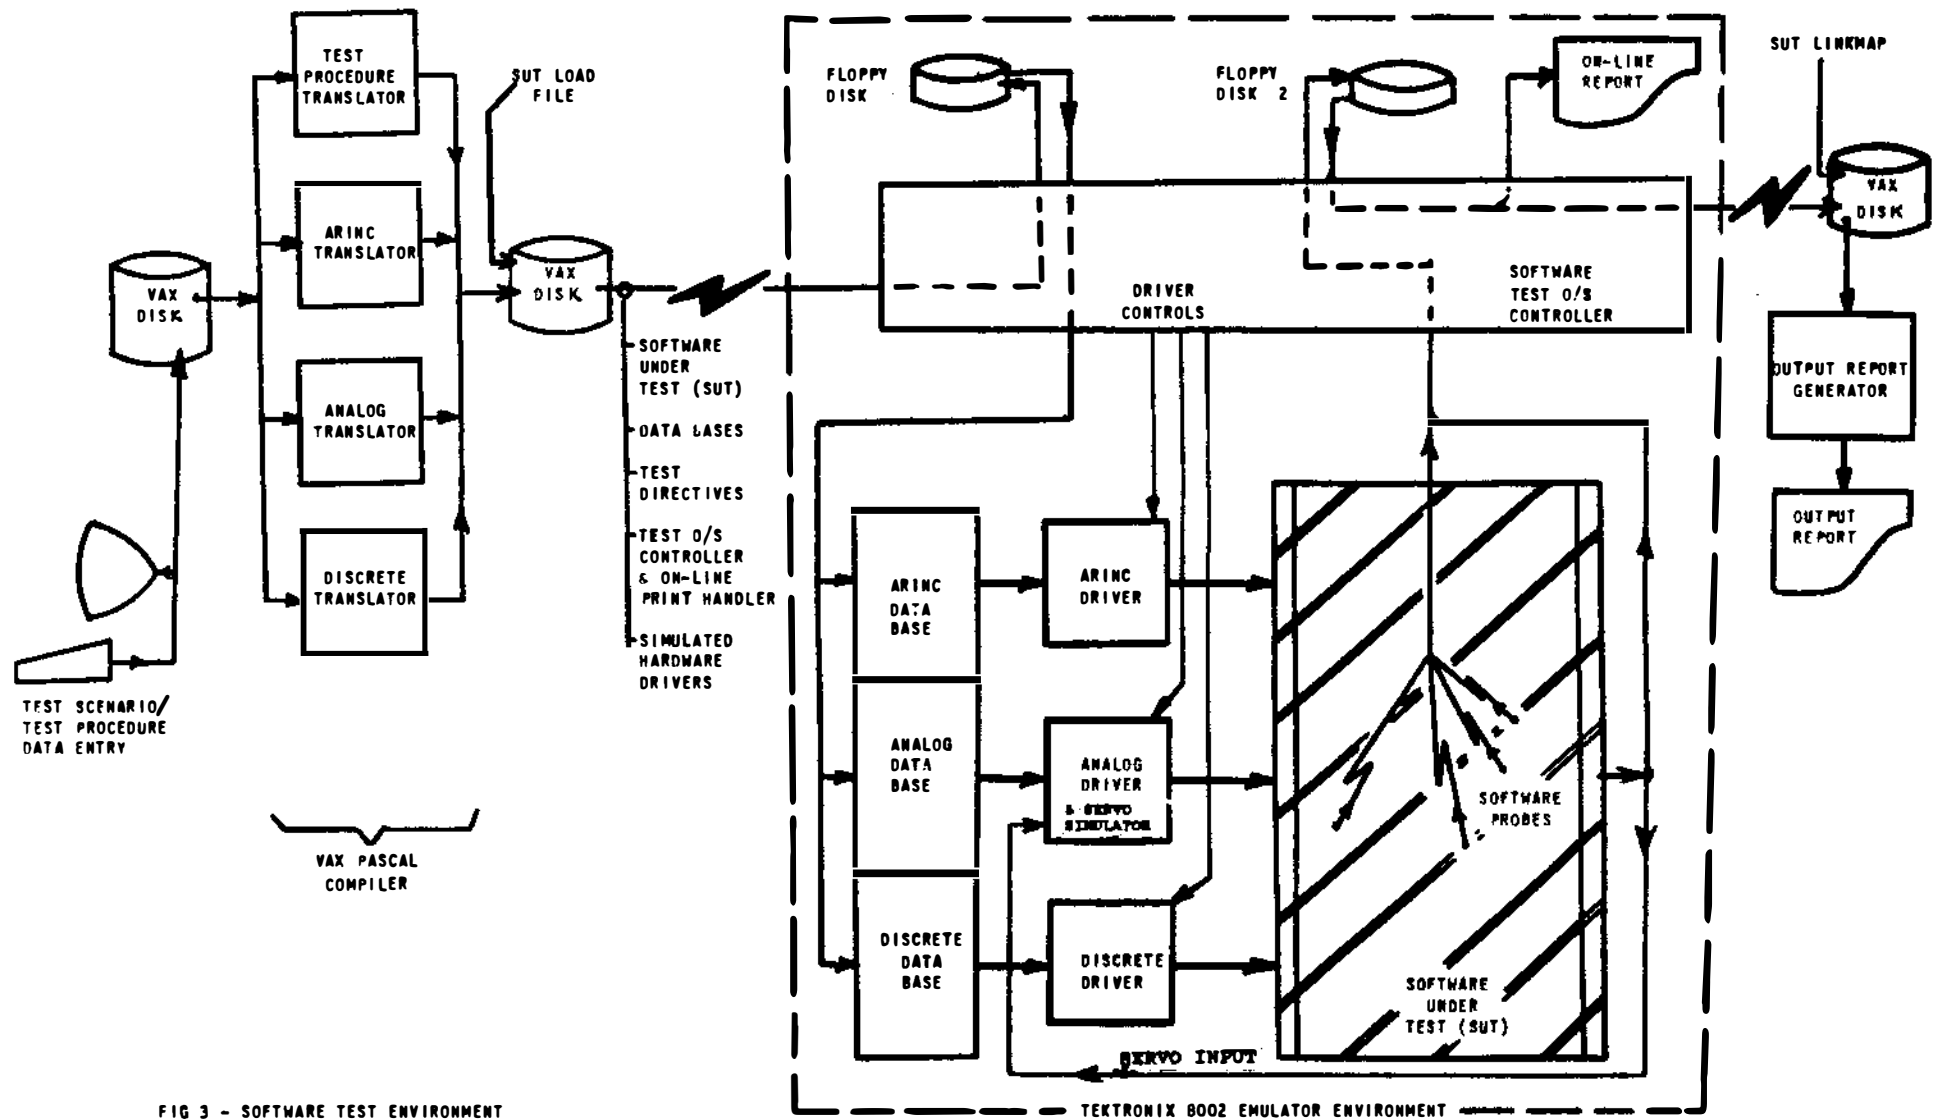 TEST
PROCEDURE
TRANSLATOR
ARINC
TRANSLATOR
ANALOG
TRANSLATOR
DISCRETE
TRANSLATOR
VAX
DISK
TEST SCENARIO/
TEST PROCEDURE
DATA ENTRY
VAX PASCAL
COMPILER
SUT LOAD
FILE
VAX
DISK
SOFTWARE
UNDER
TEST (SUT)
DATA BASES
TEST
DIRECTIVES
TEST O/S
CONTROLLER
& ON-LINE
PRINT HANDLER
SIMULATED
HARDWARE
DRIVERS
FLOPPY
DISK
FLOPPY
DISK 2
ON-LINE
REPORT
DRIVER
CONTROLS
SOFTWARE
TEST O/S
CONTROLLER
ARINC
DATA
BASE
ANALOG
DATA
BASE
DISCRETE
DATA
BASE
ARINC
DRIVER
ANALOG
DRIVER
& SERVO
SIMULATOR
DISCRETE
DRIVER
SOFTWARE
PROBES
SOFTWARE
UNDER
TEST (SUT)
SERVO INPUT
SUT LINKMAP
VAX
DISK
OUTPUT REPORT
GENERATOR
OUTPUT
REPORT
FIG 3 - SOFTWARE TEST ENVIRONMENT
TEKTRONIX 8002 EMULATOR ENVIRONMENT